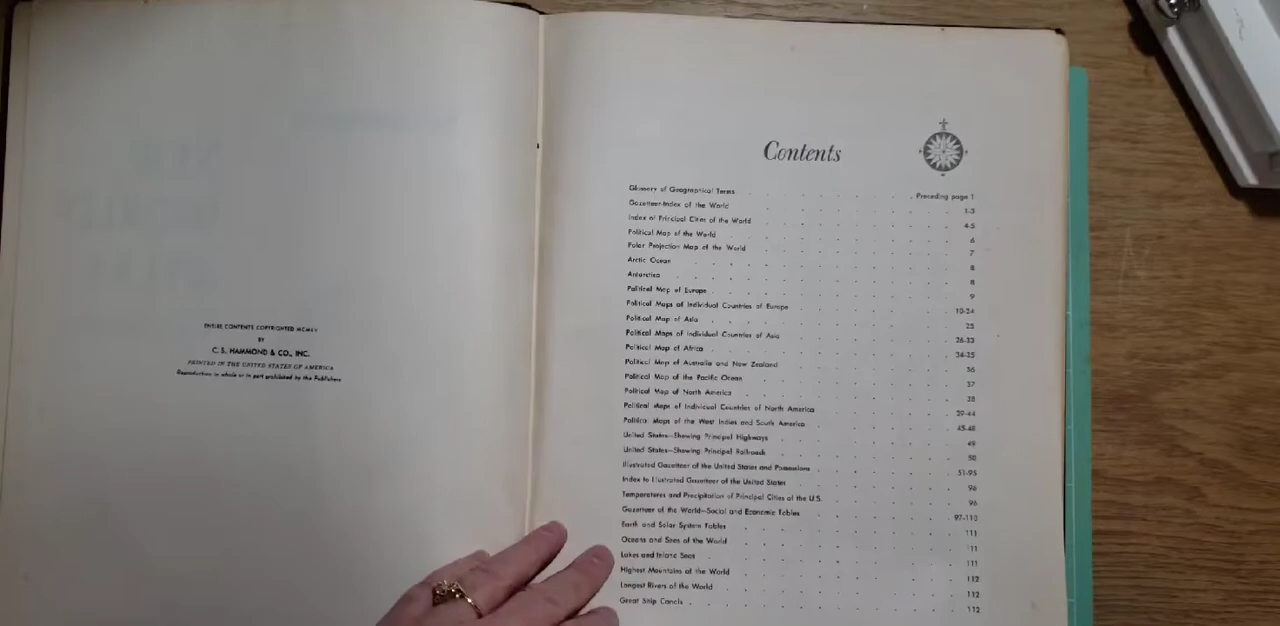 ENTIRE CONTENTS COPYRIGHTED MCMLV
BY
C. S. HAMMOND & CO., INC.
PRINTED IN THE UNITED STATES OF AMERICA
Reproduction in whole or in part prohibited by the Publishers
Contents
Glossary of Geographical Terms . . . . . . Preceding page 1
Gazetteer-Index of the World . . . . . . 1-3
Index of Principal Cities of the World . . . . . . 4-5
Political Map of the World . . . . . . 6
Polar Projection Map of the World . . . . . . 7
Arctic Ocean . . . . . . 8
Antarctica . . . . . . 8
Political Map of Europe . . . . . . 9
Political Maps of Individual Countries of Europe . . . . . . 10-24
Political Map of Asia . . . . . . 25
Political Maps of Individual Countries of Asia . . . . . . 26-33
Political Map of Africa . . . . . . 34-35
Political Map of Australia and New Zealand . . . . . . 36
Political Map of the Pacific Ocean . . . . . . 37
Political Map of North America . . . . . . 38
Political Maps of Individual Countries of North America . . . . . . 39-44
Political Maps of the West Indies and South America . . . . . . 45-48
United States—Showing Principal Highways . . . . . . 49
United States—Showing Principal Railroads . . . . . . 50
Illustrated Gazetteer of the United States and Possessions . . . . . . 51-95
Index to Illustrated Gazetteer of the United States . . . . . . 96
Temperatures and Precipitation of Principal Cities of the U.S. . . . . . . 96
Gazetteer of the World—Social and Economic Tables . . . . . . 97-110
Earth and Solar System Tables . . . . . . 111
Oceans and Seas of the World . . . . . . 111
Lakes and Inland Seas . . . . . . 111
Highest Mountains of the World . . . . . . 112
Longest Rivers of the World . . . . . . 112
Great Ship Canals . . . . . . 112